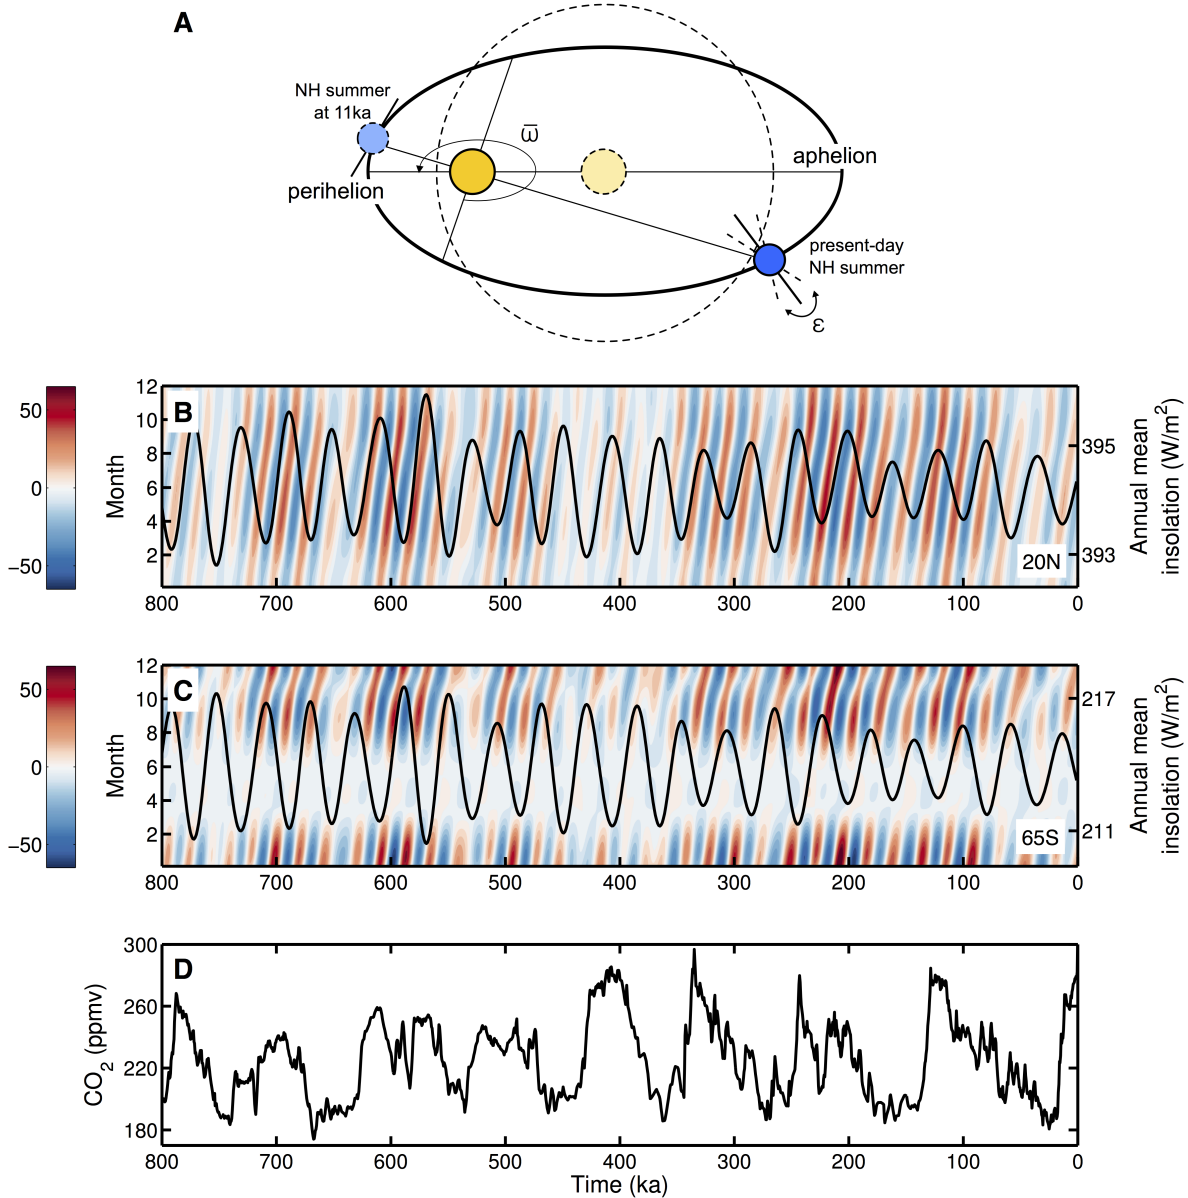 A
NH summer
at 11ka
ϖ
aphelion
perihelion
present-day
NH summer
ε
50
0
−50
B
Month
12
10
8
6
4
2
395
393
Annual mean
insolation (W/m2)
20N
800 700 600 500 400 300 200 100 0
50
0
−50
C
Month
12
10
8
6
4
2
217
211
Annual mean
insolation (W/m2)
65S
800 700 600 500 400 300 200 100 0
D
CO2 (ppmv)
300
260
220
180
800 700 600 500 400 300 200 100 0
Time (ka)